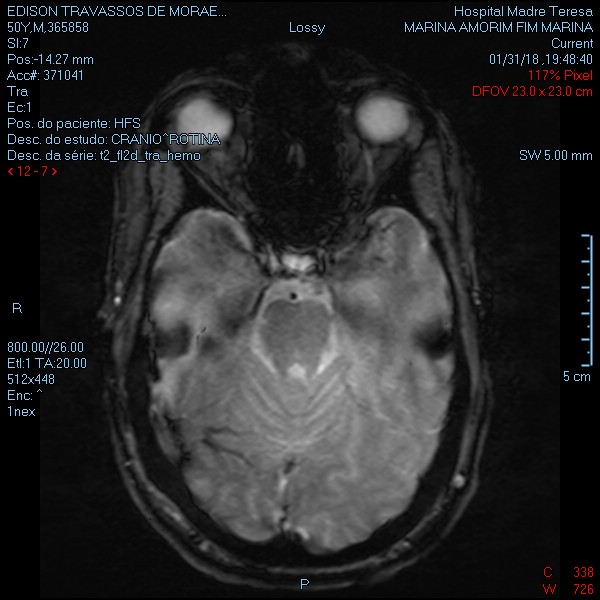 EDISON TRAVASSOS DE MORAE...
50Y,M,365858
Sl:7
Pos:-14.27 mm
Acc#: 371041
Tra
Ec:1
Pos. do paciente: HFS
Desc. do estudo: CRANIO^ROTINA
Desc. da série: t2_fl2d_tra_hemo
< 12 - 7 >
Lossy
Hospital Madre Teresa
MARINA AMORIM FIM MARINA
Current
01/31/18 ,19:48:40
117% Pixel
DFOV 23.0 x 23.0 cm
SW 5.00 mm
R
800.00//26.00
Etl:1 TA:20.00
512x448
Enc: ^
1nex
5 cm
P
C 338
W 726